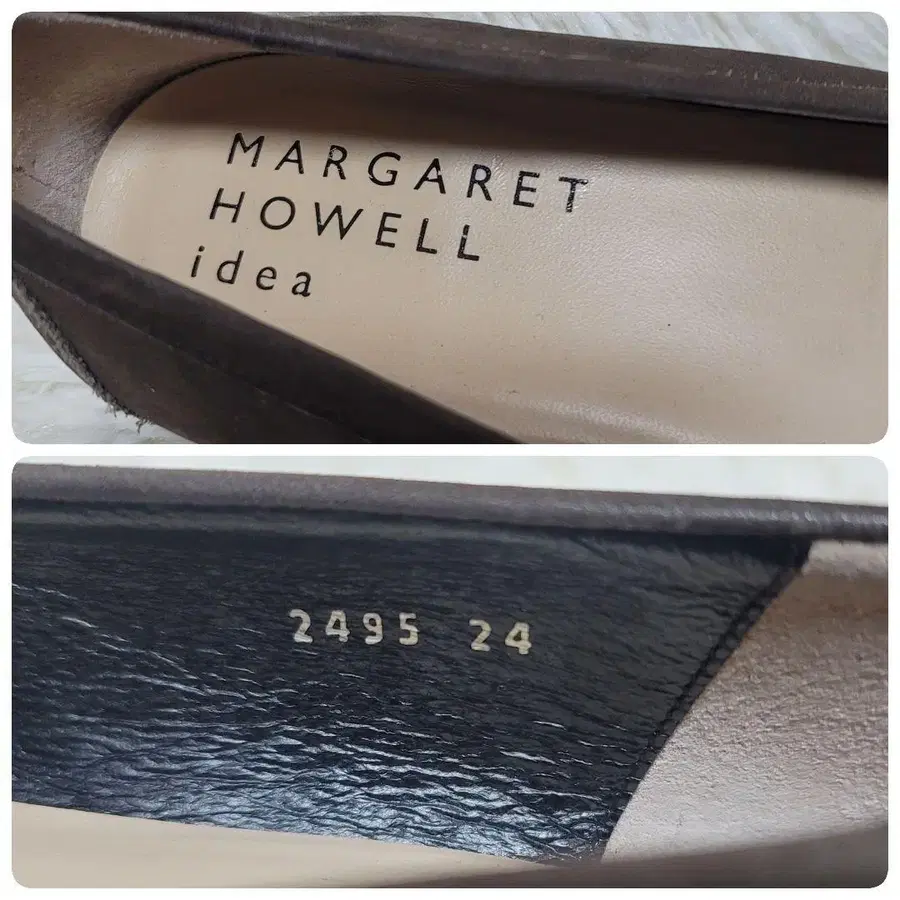 MARGARET
HOWELL
idea
2495 24